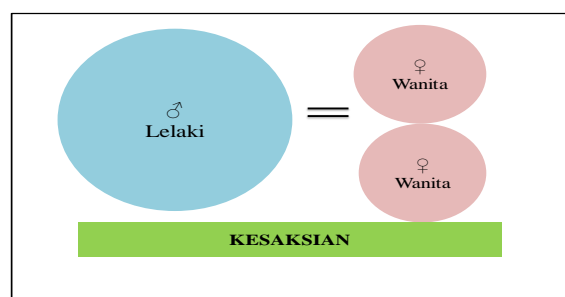 ♂
Lelaki
=
♀
Wanita
♀
Wanita
KESAKSIAN